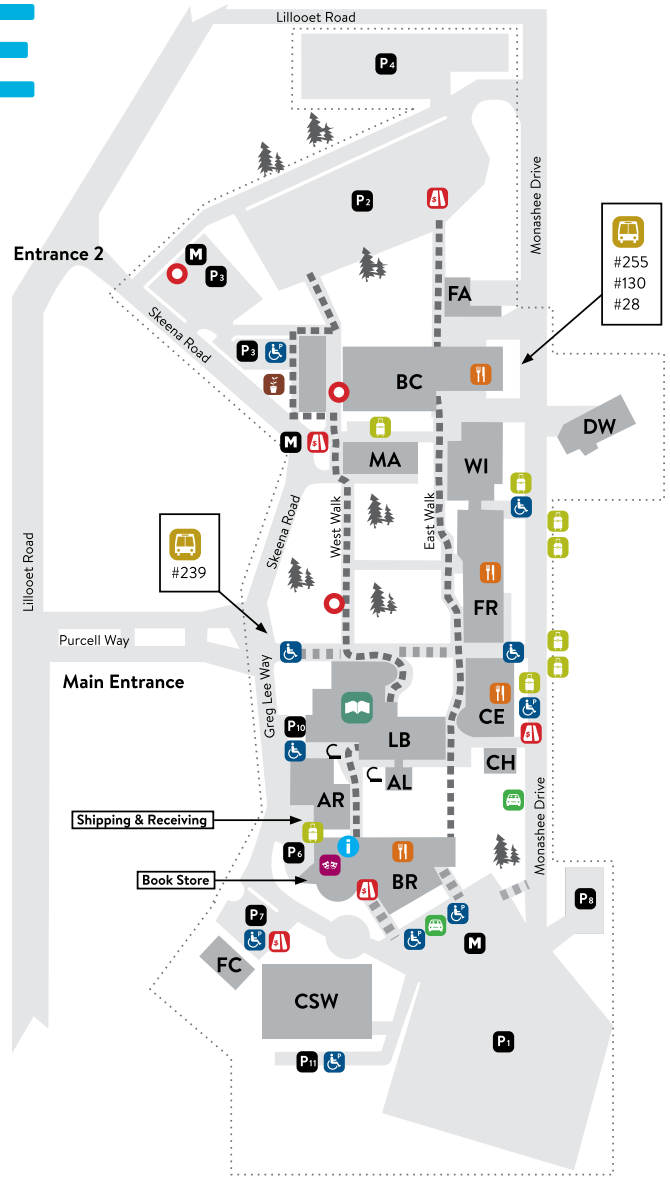 Lillooet Road
P4
Monashee Drive
P2
#255
#130
#28
Entrance 2
M
P3
FA
Skeena Road
P3
P
BC
DW
M
$
MA
WI
$
West Walk
East Walk
Skeena Road
#239
Lillooet Road
FR
Purcell Way
Main Entrance
Greg Lee Way
CE
P
$
P10
LB
CH
AL
AR
Monashee Drive
Shipping & Receiving
i
P6
Book Store
BR
$
P8
P7
P
$
P
P
M
FC
CSW
P1
P11
P